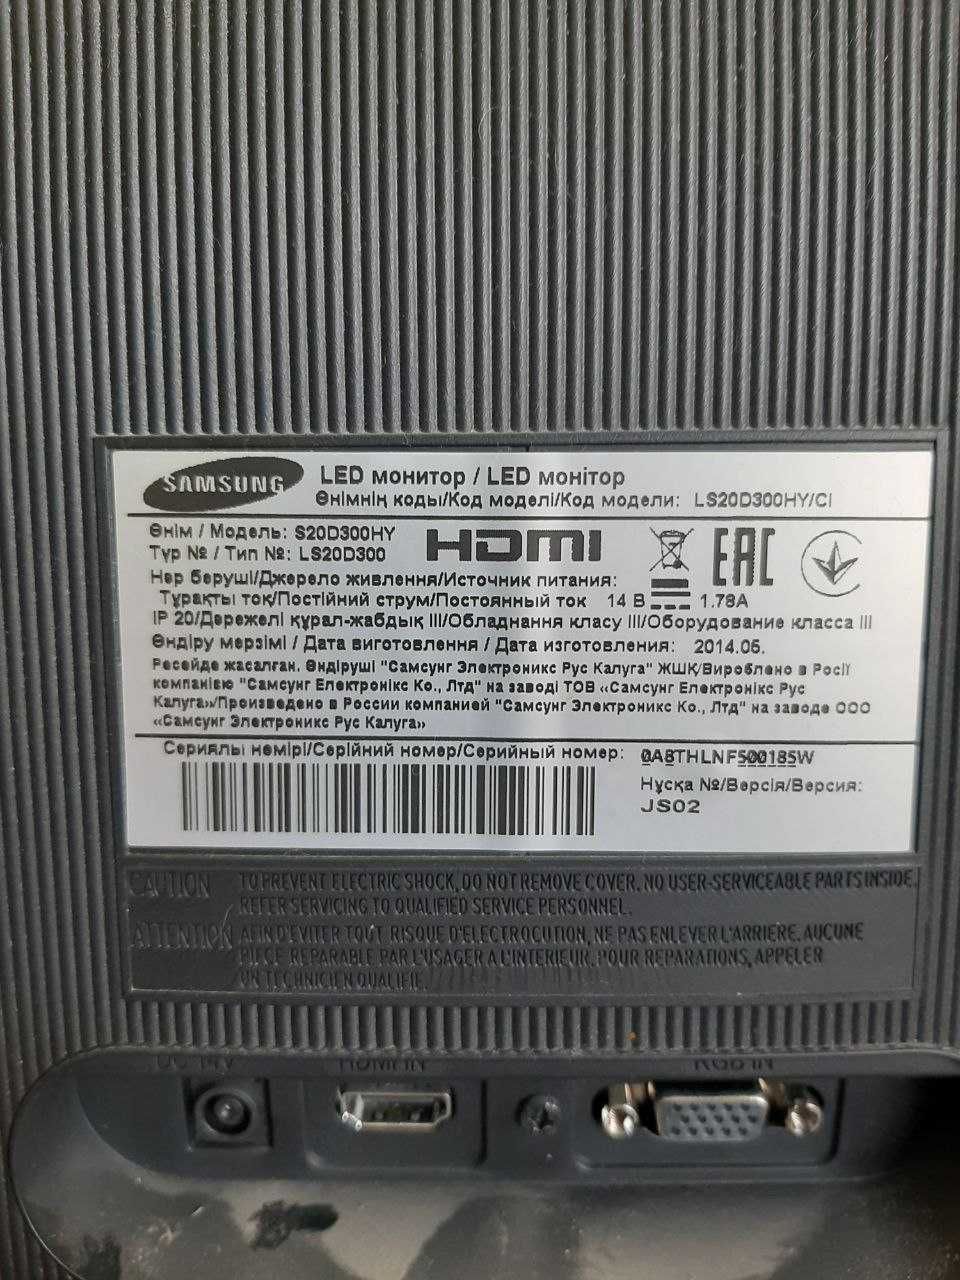 SAMSUNG
LED монитор / LED монітор
Өнімнің коды/Код моделі/Код модели: LS20D300HY/CI
Өнім / Модель: S20D300HY
Түр № / Тип №: LS20D300
HDMI
EAC
Нәр беруші/Джерело живлення/Источник питания:
Тұрақты тоқ/Постійний струм/Постоянный ток 14 В 1.78A
IP 20/Дәрежелі құрал-жабдық III/Обладнання класу III/Оборудование класса III
Өндіру мерзімі / Дата виготовлення / Дата изготовления: 2014.05.
Ресейде жасалған. Өндіруші "Самсунг Электроникс Рус Калуга" ЖШҚ/Вироблено в Росії
компанією "Самсунг Електронікс Ко., Лтд" на заводі ТОВ «Самсунг Електронікс Рус
Калуга»/Произведено в России компанией "Самсунг Электроникс Ко., Лтд" на заводе ООО
«Самсунг Электроникс Рус Калуга»
Сериялы нөмірі/Серійний номер/Серийный номер: 0A8THLNF500185W
Нұсқа №/Версія/Версия:
JS02
CAUTION TO PREVENT ELECTRIC SHOCK, DO NOT REMOVE COVER. NO USER-SERVICEABLE PARTS INSIDE.
REFER SERVICING TO QUALIFIED SERVICE PERSONNEL.
ATTENTION AFIN D'EVITER TOUT RISQUE D'ELECTROCUTION, NE PAS ENLEVER L'ARRIERE. AUCUNE
PIECE REPARABLE PAR L'USAGER A L'INTERIEUR. POUR REPARATIONS, APPELER
UN TECHNICIEN QUALIFIE.
DC 14V HDMI IN RGB IN